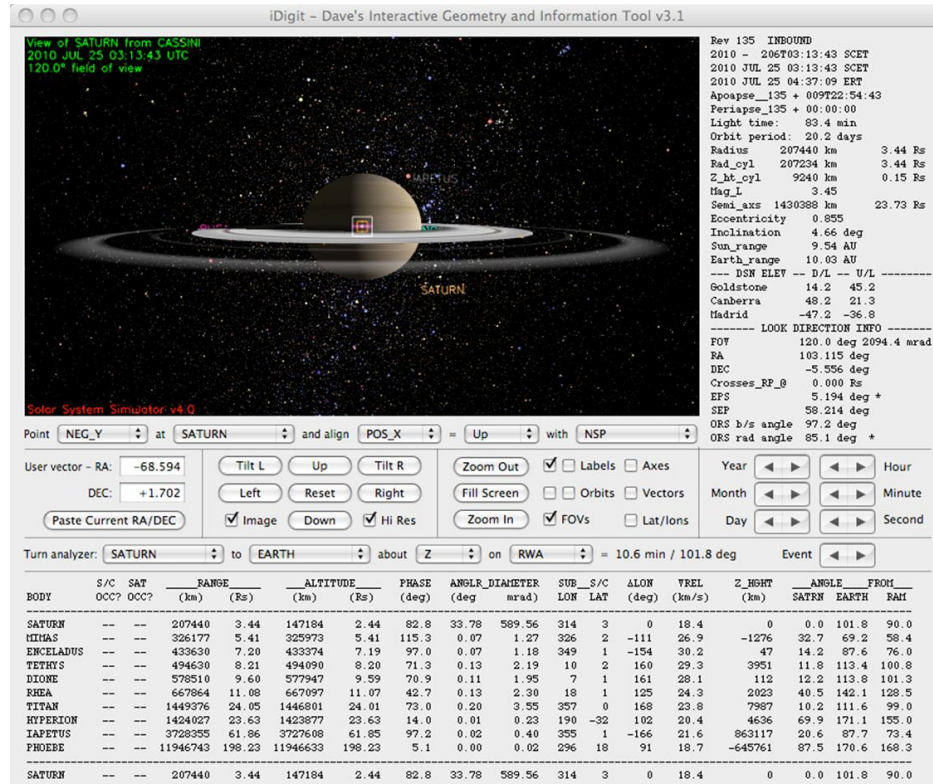 iDigit – Dave's Interactive Geometry and Information Tool v3.1
View of SATURN from CASSINI
2010 JUL 25 03:13:43 UTC
120.0° field of view
IAPETUS
SATURN
Solar System Simulator v4.0
Rev 135 INBOUND
2010 - 206T03:13:43 SCET
2010 JUL 25 03:13:43 SCET
2010 JUL 25 04:37:09 ERT
Apoapse__135 + 009T22:54:43
Periapse_135 + 00:00:00
Light time: 83.4 min
Orbit period: 20.2 days
Radius 207440 km 3.44 Rs
Rad_cyl 207234 km 3.44 Rs
Z_ht_cyl 9240 km 0.15 Rs
Mag_L 3.45
Semi_axs 1430388 km 23.73 Rs
Eccentricity 0.855
Inclination 4.66 deg
Sun_range 9.54 AU
Earth_range 10.03 AU
--- DSN ELEV -- D/L -- U/L --------
Goldstone 14.2 45.2
Canberra 48.2 21.3
Madrid -47.2 -36.8
------- LOOK DIRECTION INFO -------
FOV 120.0 deg 2094.4 mrad
RA 103.115 deg
DEC -5.556 deg
Crosses_RP_@ 0.000 Rs
EPS 5.194 deg *
SEP 58.214 deg
ORS b/s angle 97.2 deg
ORS rad angle 85.1 deg *
Point NEG_Y at SATURN and align POS_X = Up with NSP
User vector – RA: -68.594 Tilt L Up Tilt R Zoom Out Labels Axes Year Hour
DEC: +1.702 Left Reset Right Fill Screen Orbits Vectors Month Minute
Paste Current RA/DEC Image Down Hi Res Zoom In FOVs Lat/lons Day Second
Turn analyzer: SATURN to EARTH about Z on RWA = 10.6 min / 101.8 deg Event
S/C SAT ____RANGE_____ ____ALTITUDE____ PHASE ANGLR_DIAMETER SUB_S/C ΔLON VREL Z_HGHT ___ANGLE___FROM__
BODY OCC? OCC? (km) (Rs) (km) (Rs) (deg) (deg mrad) LON LAT (deg) (km/s) (km) SATRN EARTH RAM
SATURN -- -- 207440 3.44 147184 2.44 82.8 33.78 589.56 314 3 0 18.4 0 0.0 101.8 90.0
MIMAS -- -- 326177 5.41 325973 5.41 115.3 0.07 1.27 326 2 -111 26.9 -1276 32.7 69.2 58.4
ENCELADUS -- -- 433630 7.20 433374 7.19 97.0 0.07 1.18 349 1 -154 30.2 47 14.2 87.6 76.0
TETHYS -- -- 494630 8.21 494090 8.20 71.3 0.13 2.19 10 2 160 29.3 3951 11.8 113.4 100.8
DIONE -- -- 578510 9.60 577947 9.59 70.9 0.11 1.95 7 1 161 28.1 112 12.2 113.8 101.3
RHEA -- -- 667864 11.08 667097 11.07 42.7 0.13 2.30 18 1 125 24.3 2023 40.5 142.1 128.5
TITAN -- -- 1449376 24.05 1446801 24.01 73.0 0.20 3.55 357 0 168 23.8 7987 10.2 111.6 99.0
HYPERION -- -- 1424027 23.63 1423877 23.63 14.0 0.01 0.23 190 -32 102 20.4 4636 69.9 171.1 155.0
IAPETUS -- -- 3728355 61.86 3727608 61.85 97.2 0.02 0.40 355 1 -166 21.6 863117 20.6 87.7 73.4
PHOEBE -- -- 11946743 198.23 11946633 198.23 5.1 0.00 0.02 296 18 91 18.7 -645761 87.5 170.6 168.3
SATURN -- -- 207440 3.44 147184 2.44 82.8 33.78 589.56 314 3 0 18.4 0 0.0 101.8 90.0